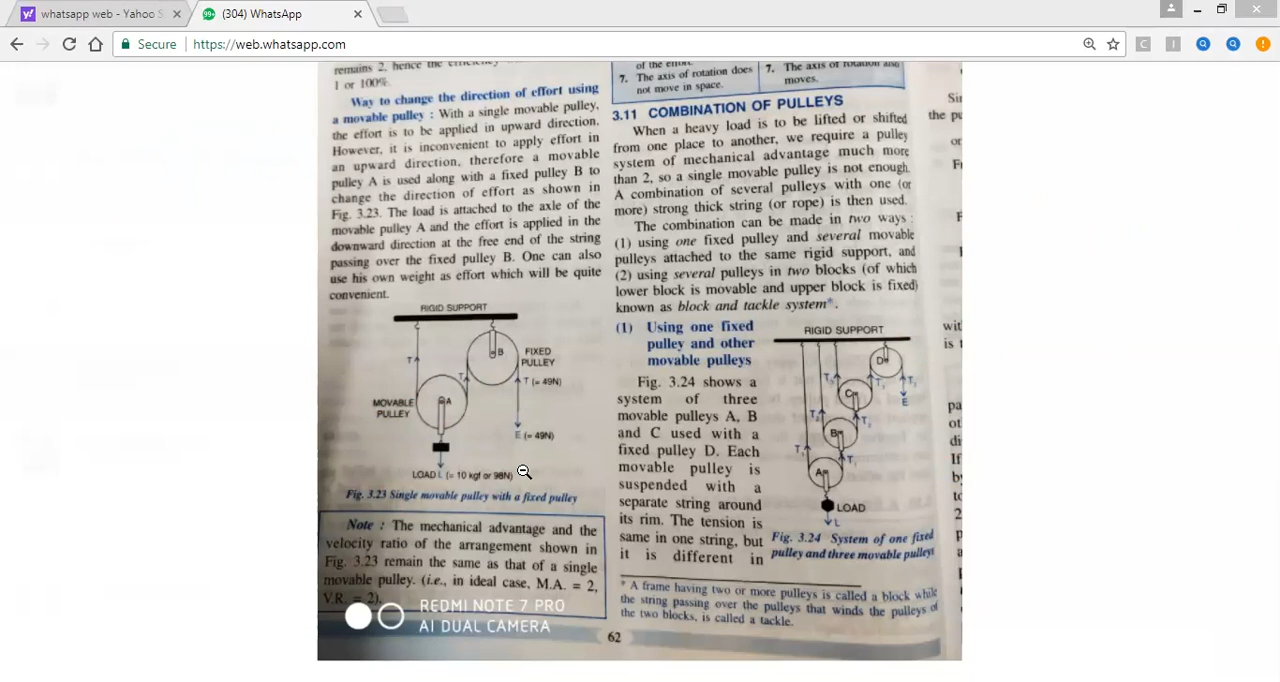 whatsapp web - Yahoo S
(304) WhatsApp
Secure
https://web.whatsapp.com
remains 2, hence the efficiency
1 or 100%.
Way to change the direction of effort using
a movable pulley : With a single movable pulley,
the effort is to be applied in upward direction.
However, it is inconvenient to apply effort in
an upward direction, therefore a movable
pulley A is used along with a fixed pulley B to
change the direction of effort as shown in
Fig. 3.23. The load is attached to the axle of the
movable pulley A and the effort is applied in the
downward direction at the free end of the string
passing over the fixed pulley B. One can also
use his own weight as effort which will be quite
convenient.
RIGID SUPPORT
B
FIXED
PULLEY
T
T
T (= 49N)
A
MOVABLE
PULLEY
E (= 49N)
LOAD L (= 10 kgf or 98N)
Fig. 3.23 Single movable pulley with a fixed pulley
Note : The mechanical advantage and the
velocity ratio of the arrangement shown in
Fig. 3.23 remain the same as that of a single
movable pulley. (i.e., in ideal case, M.A. = 2,
V.R. = 2).
REDMI NOTE 7 PRO
AI DUAL CAMERA
of the effort.
7. The axis of rotation does
not move in space.
7. The axis of rotation also
moves.
3.11 COMBINATION OF PULLEYS
When a heavy load is to be lifted or shifted
from one place to another, we require a pulley
system of mechanical advantage much more
than 2, so a single movable pulley is not enough.
A combination of several pulleys with one (or
more) strong thick string (or rope) is then used.
The combination can be made in two ways :
(1) using one fixed pulley and several movable
pulleys attached to the same rigid support, and
(2) using several pulleys in two blocks (of which
lower block is movable and upper block is fixed)
known as block and tackle system*.
(1) Using one fixed
pulley and other
movable pulleys
Fig. 3.24 shows a
system of three
movable pulleys A, B
and C used with a
fixed pulley D. Each
movable pulley is
suspended with a
separate string around
its rim. The tension is
same in one string, but
it is different in
RIGID SUPPORT
D
C
E
B
A
LOAD
L
Fig. 3.24 System of one fixed
pulley and three movable pulleys
* A frame having two or more pulleys is called a block while
the string passing over the pulleys that winds the pulleys of
the two blocks, is called a tackle.
62
the pu
or
wit
is
pa